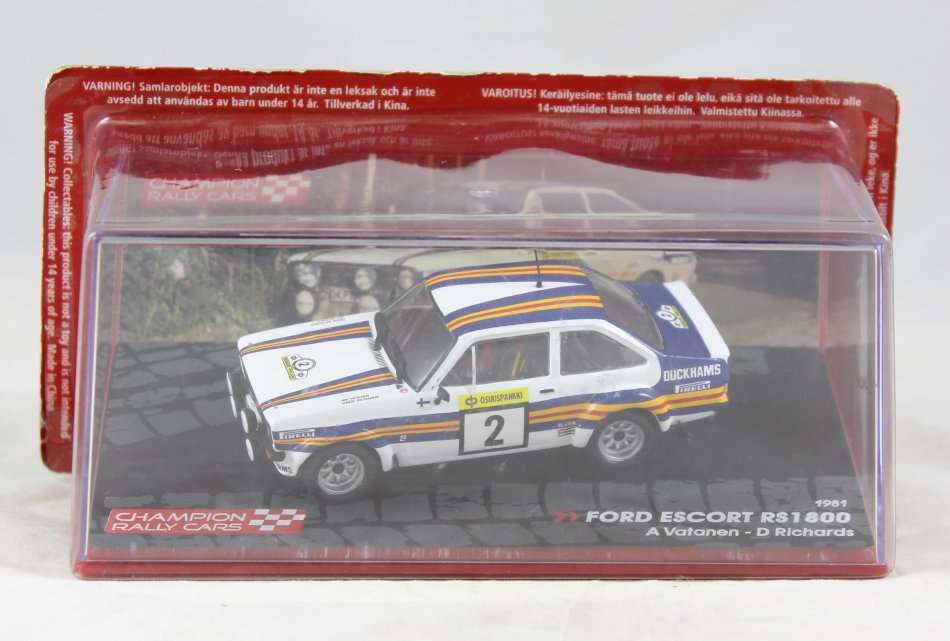 VARNING! Samlarobjekt: Denna produkt är inte en leksak och är inte
avsedd att användas av barn under 14 år. Tillverkad i Kina.
VAROITUS! Keräilyesine: tämä tuote ei ole lelu, eikä sitä ole tarkoitettu alle
14-vuotiaiden lasten leikkeihin. Valmistettu Kiinassa.
WARNING! Collectables: this product is not a toy and is not intended
for use by children under 14 years of age. Made in China.
CHAMPION
RALLY CARS
DUCKHAMS
PIRELLI
OSUUSPANKKI
2
PIRELLI
CHAMPION
RALLY CARS
1981
FORD ESCORT RS1800
A Vatanen - D Richards